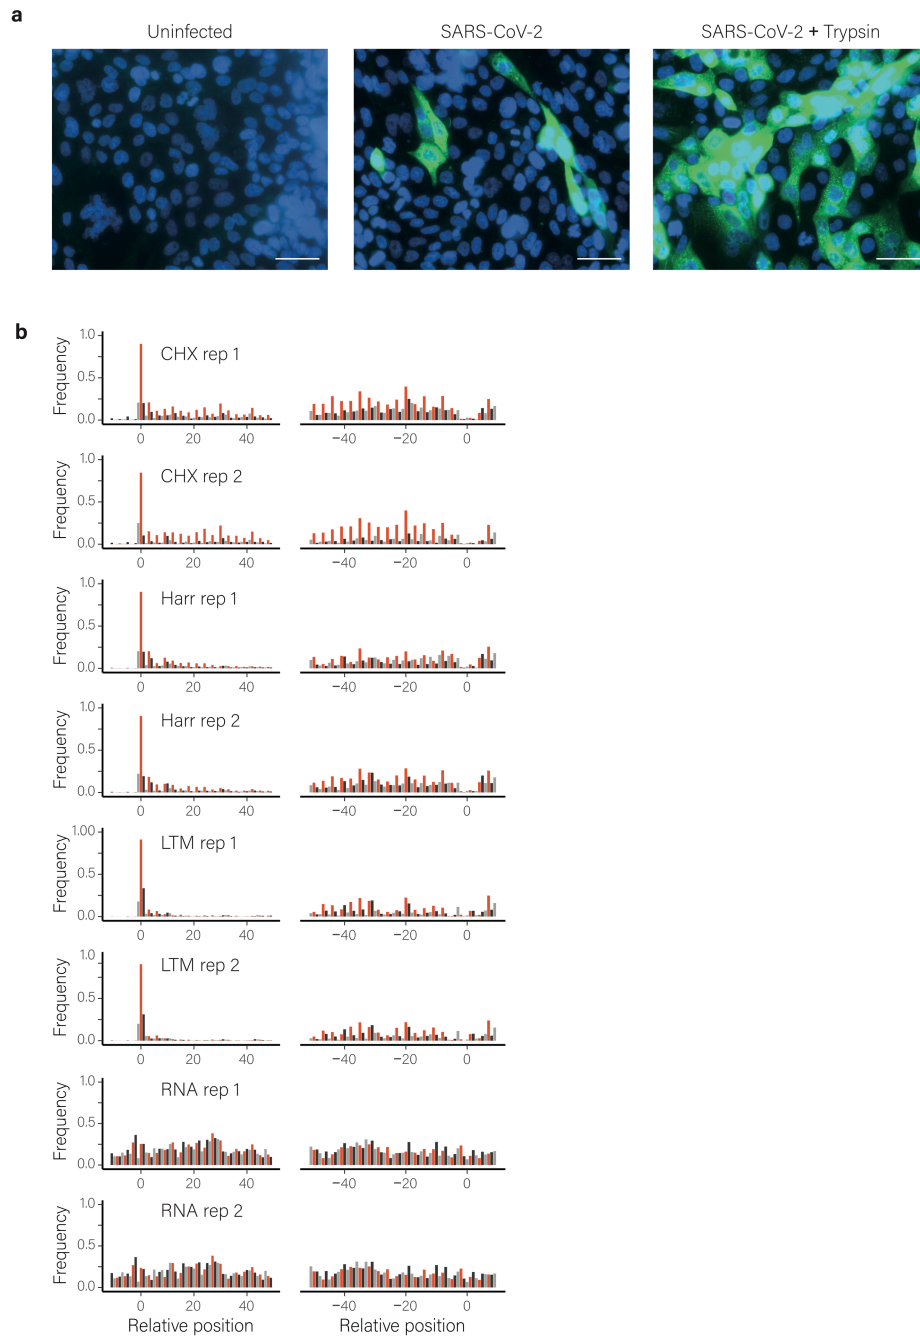 a
Uninfected
SARS-CoV-2
SARS-CoV-2 + Trypsin
b
Frequency
1.0
0.5
0.0
CHX rep 1
0 20 40
−40 −20 0
Frequency
1.0
0.5
0.0
CHX rep 2
0 20 40
−40 −20 0
Frequency
1.0
0.5
0.0
Harr rep 1
0 20 40
−40 −20 0
Frequency
1.0
0.5
0.0
Harr rep 2
0 20 40
−40 −20 0
Frequency
1.00
0.5
0.0
LTM rep 1
0 20 40
−40 −20 0
Frequency
1.0
0.5
0.0
LTM rep 2
0 20 40
−40 −20 0
Frequency
1.0
0.5
0.0
RNA rep 1
0 20 40
−40 −20 0
Frequency
1.0
0.5
0.0
RNA rep 2
0 20 40
−40 −20 0
Relative position
Relative position